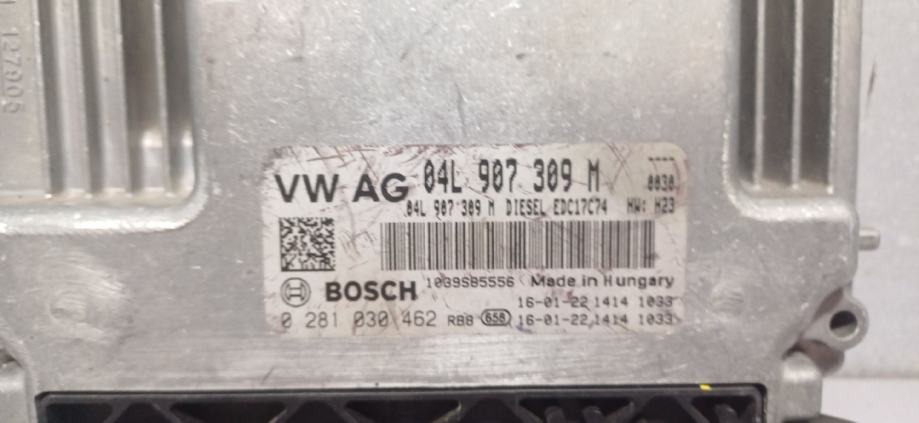 127905
VW AG 04L 907 309 M
04L 907 309 M DIESEL EDC17C74 HW: H23
BOSCH 1039S85556 Made in Hungary
16-01-22 1414 1033
0 281 030 462 RB8 658 16-01-22 1414 1033